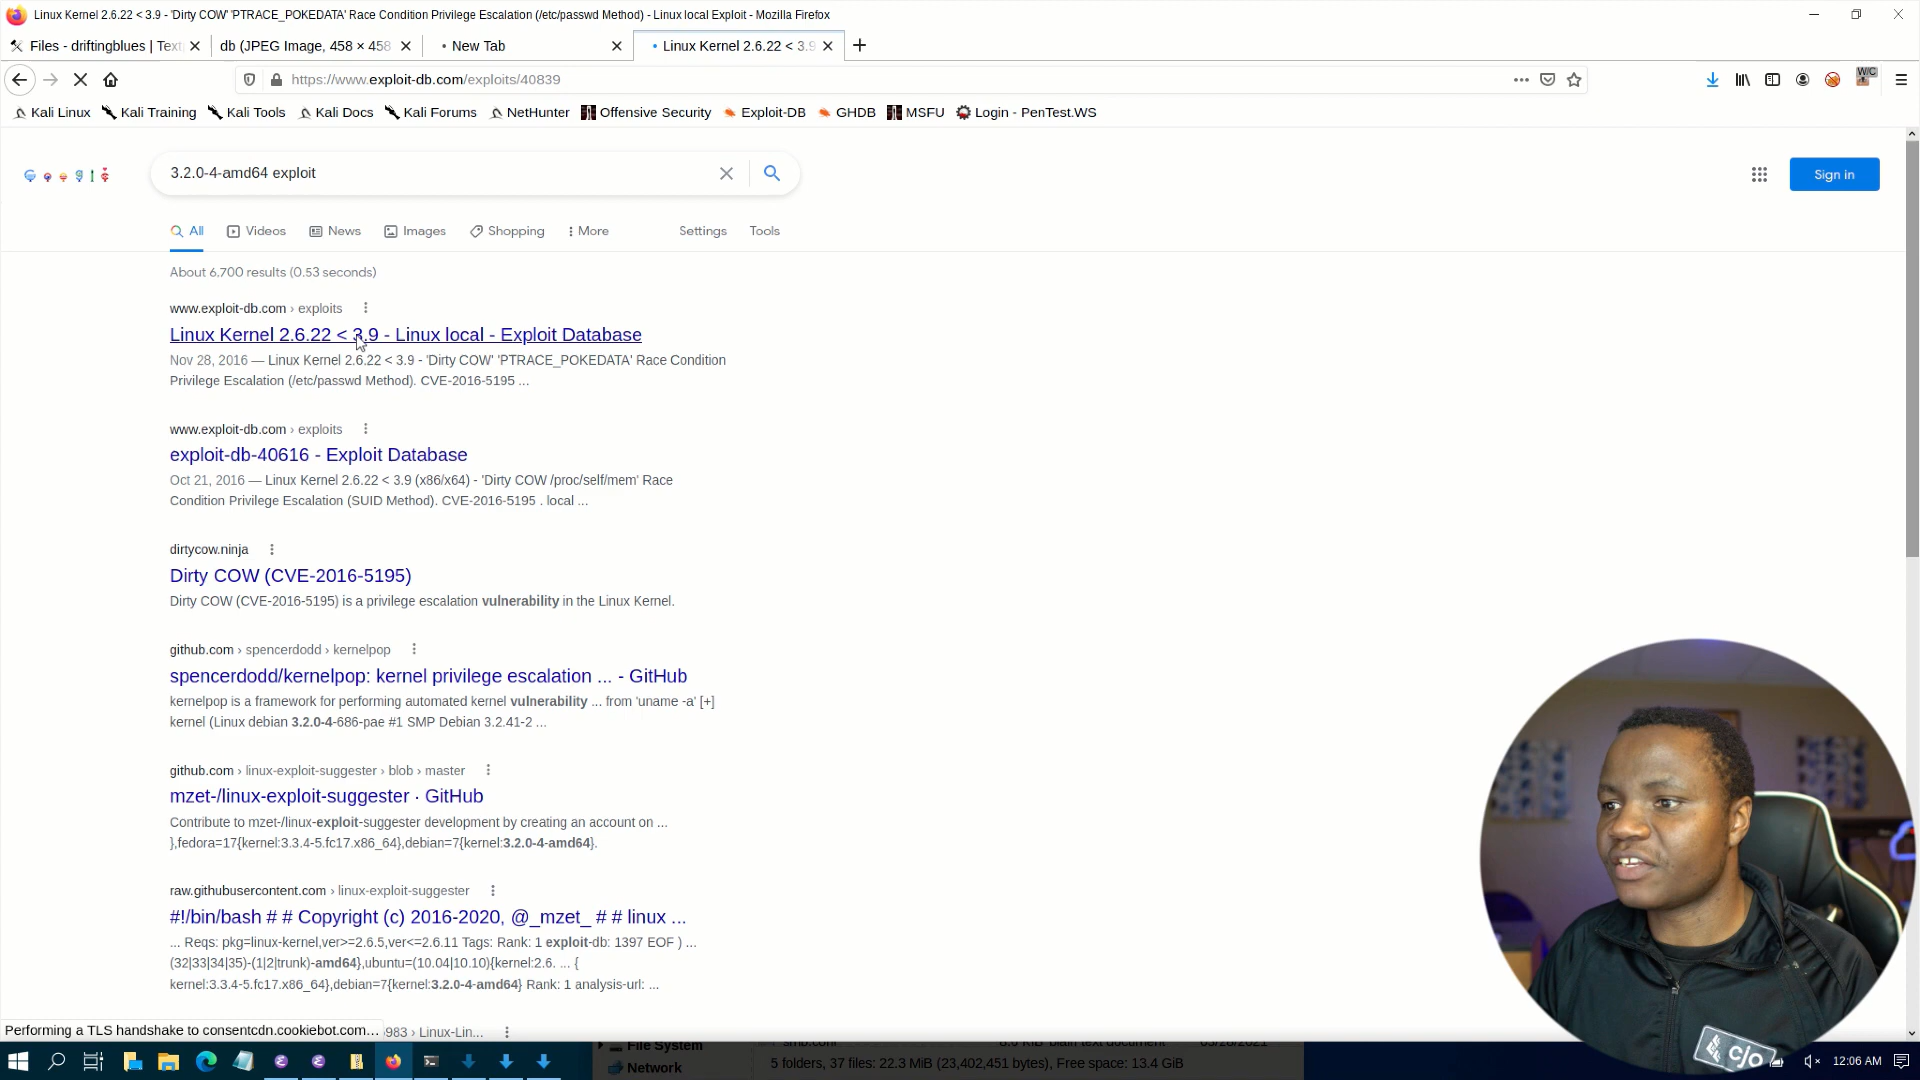 Linux Kernel 2.6.22 < 3.9 - 'Dirty COW' 'PTRACE_POKEDATA' Race Condition Privilege Escalation (/etc/passwd Method) - Linux local Exploit - Mozilla Firefox
Files - driftingblues | Text
db (JPEG Image, 458 × 458
New Tab
Linux Kernel 2.6.22 < 3.9
https://www.exploit-db.com/exploits/40839
W/C
Kali Linux Kali Training Kali Tools Kali Docs Kali Forums NetHunter Offensive Security Exploit-DB GHDB MSFU Login - PenTest.WS
3.2.0-4-amd64 exploit
Sign in
All Videos News Images Shopping More Settings Tools
About 6.700 results (0.53 seconds)
www.exploit-db.com › exploits
Linux Kernel 2.6.22 < 3.9 - Linux local - Exploit Database
Nov 28, 2016 — Linux Kernel 2.6.22 < 3.9 - 'Dirty COW' 'PTRACE_POKEDATA' Race Condition
Privilege Escalation (/etc/passwd Method). CVE-2016-5195 ...
www.exploit-db.com › exploits
exploit-db-40616 - Exploit Database
Oct 21, 2016 — Linux Kernel 2.6.22 < 3.9 (x86/x64) - 'Dirty COW /proc/self/mem' Race
Condition Privilege Escalation (SUID Method). CVE-2016-5195 . local ...
dirtycow.ninja
Dirty COW (CVE-2016-5195)
Dirty COW (CVE-2016-5195) is a privilege escalation vulnerability in the Linux Kernel.
github.com › spencerdodd › kernelpop
spencerdodd/kernelpop: kernel privilege escalation ... - GitHub
kernelpop is a framework for performing automated kernel vulnerability ... from 'uname -a' [+]
kernel (Linux debian 3.2.0-4-686-pae #1 SMP Debian 3.2.41-2 ...
github.com › linux-exploit-suggester › blob › master
mzet-/linux-exploit-suggester · GitHub
Contribute to mzet-/linux-exploit-suggester development by creating an account on ...
},fedora=17{kernel:3.3.4-5.fc17.x86_64},debian=7{kernel:3.2.0-4-amd64}.
raw.githubusercontent.com › linux-exploit-suggester
#!/bin/bash # # Copyright (c) 2016-2020, @_mzet_ # # linux ...
... Reqs: pkg=linux-kernel,ver>=2.6.5,ver<=2.6.11 Tags: Rank: 1 exploit-db: 1397 EOF ) ...
(32|33|34|35)-(1|2|trunk)-amd64},ubuntu=(10.04|10.10){kernel:2.6. ... {
kernel:3.3.4-5.fc17.x86_64},debian=7{kernel:3.2.0-4-amd64} Rank: 1 analysis-url: ...
Performing a TLS handshake to consentcdn.cookiebot.com…
983 › Linux-Lin...
File System
Network
5 folders, 37 files: 22.3 MiB (23,402,451 bytes), Free space: 13.4 GiB
c/o
12:06 AM